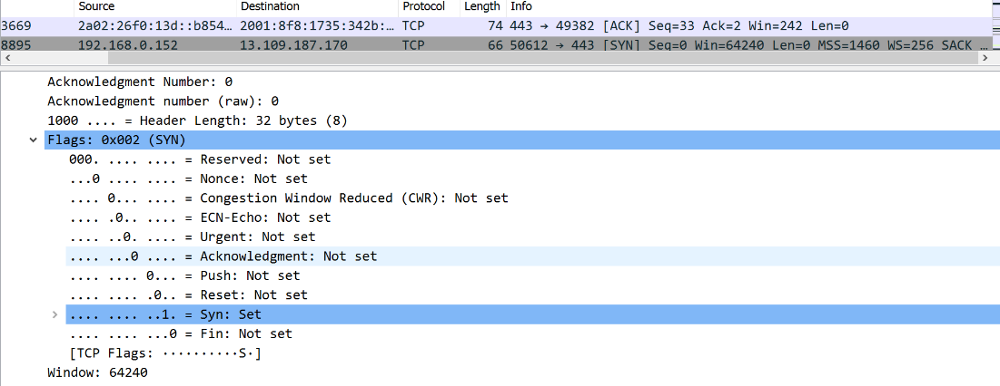 Source Destination Protocol Length Info
3669 2a02:26f0:13d::b854… 2001:8f8:1735:342b:… TCP 74 443 → 49382 [ACK] Seq=33 Ack=2 Win=242 Len=0
8895 192.168.0.152 13.109.187.170 TCP 66 50612 → 443 [SYN] Seq=0 Win=64240 Len=0 MSS=1460 WS=256 SACK …
Acknowledgment Number: 0
Acknowledgment number (raw): 0
1000 .... = Header Length: 32 bytes (8)
Flags: 0x002 (SYN)
000. .... .... = Reserved: Not set
...0 .... .... = Nonce: Not set
.... 0... .... = Congestion Window Reduced (CWR): Not set
.... .0.. .... = ECN-Echo: Not set
.... ..0. .... = Urgent: Not set
.... ...0 .... = Acknowledgment: Not set
.... .... 0... = Push: Not set
.... .... .0.. = Reset: Not set
.... .... ..1. = Syn: Set
.... .... ...0 = Fin: Not set
[TCP Flags: ··········S·]
Window: 64240